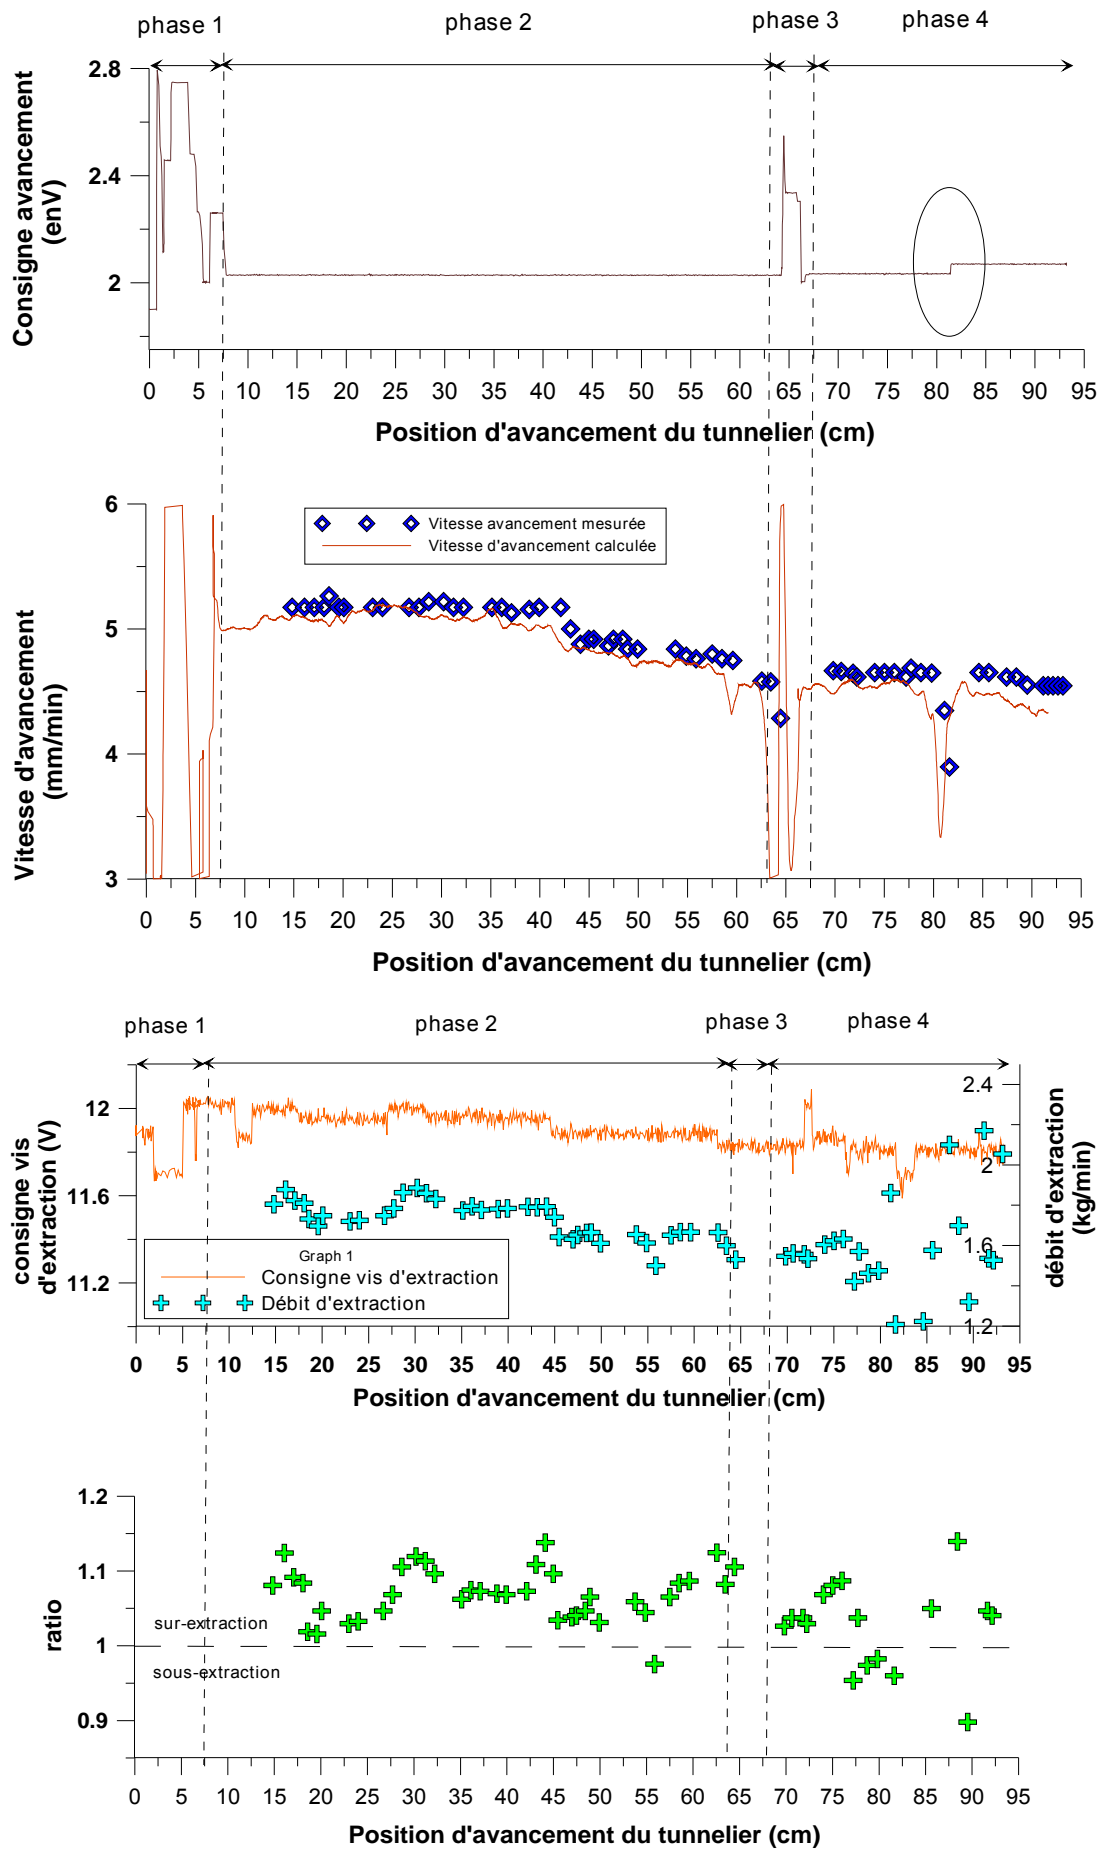 phase 1 phase 2 phase 3 phase 4
2.8
2.4
2
Consigne avancement
(enV)
0 5 10 15 20 25 30 35 40 45 50 55 60 65 70 75 80 85 90 95
Position d'avancement du tunnelier (cm)
6
5
4
3
Vitesse d'avancement
(mm/min)
Vitesse avancement mesurée
Vitesse d'avancement calculée
0 5 10 15 20 25 30 35 40 45 50 55 60 65 70 75 80 85 90 95
Position d'avancement du tunnelier (cm)
phase 1 phase 2 phase 3 phase 4
12
11.6
11.2
consigne vis
d'extraction (V)
2.4
2
1.6
1.2
débit d'extraction
(kg/min)
Graph 1
Consigne vis d'extraction
Débit d'extraction
0 5 10 15 20 25 30 35 40 45 50 55 60 65 70 75 80 85 90 95
Position d'avancement du tunnelier (cm)
1.2
1.1
1
0.9
ratio
sur-extraction
sous-extraction
0 5 10 15 20 25 30 35 40 45 50 55 60 65 70 75 80 85 90 95
Position d'avancement du tunnelier (cm)